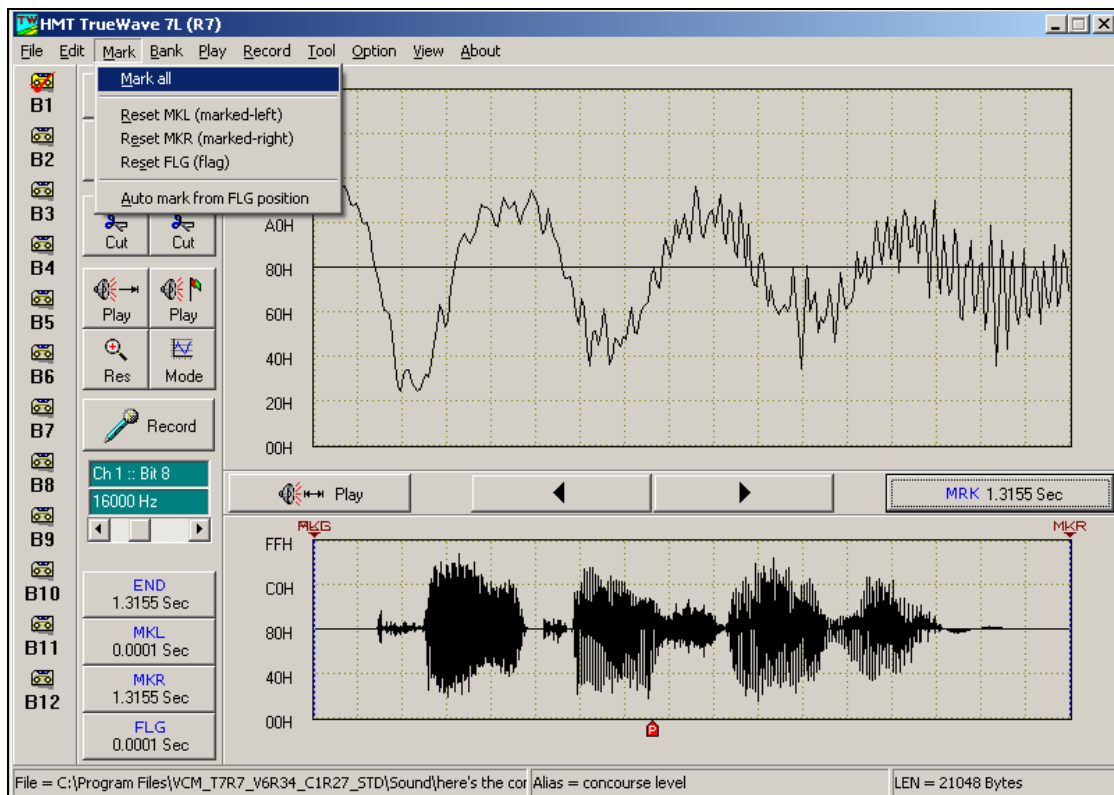 HMT TrueWave 7L (R7)
File Edit Mark Bank Play Record Tool Option View About
Mark all
Reset MKL (marked-left)
Reset MKR (marked-right)
Reset FLG (flag)
Auto mark from FLG position
B1
B2
B3
B4
B5
B6
B7
B8
B9
B10
B11
B12
Cut Cut
Play Play
Res Mode
Record
Ch 1 :: Bit 8
16000 Hz
END
1.3155 Sec
MKL
0.0001 Sec
MKR
1.3155 Sec
FLG
0.0001 Sec
A0H
80H
60H
40H
20H
00H
Play
MRK 1.3155 Sec
MKR
FFH
C0H
80H
40H
00H
P
File = C:\Program Files\VCM_T7R7_V6R34_C1R27_STD\Sound\here's the
Alias = concourse level
LEN = 21048 Bytes